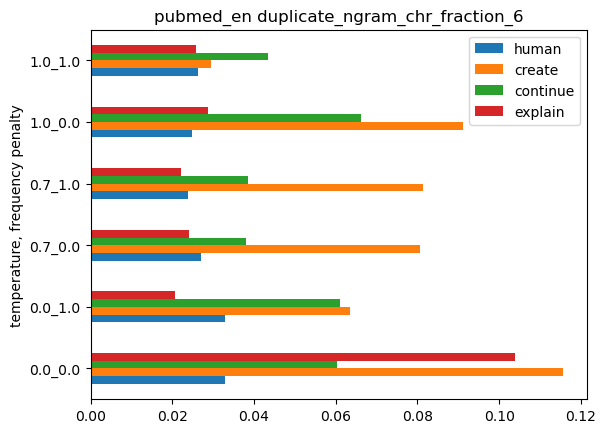 pubmed_en duplicate_ngram_chr_fraction_6
human
create
continue
explain
temperature, frequency penalty
1.0_1.0
1.0_0.0
0.7_1.0
0.7_0.0
0.0_1.0
0.0_0.0
0.00 0.02 0.04 0.06 0.08 0.10 0.12